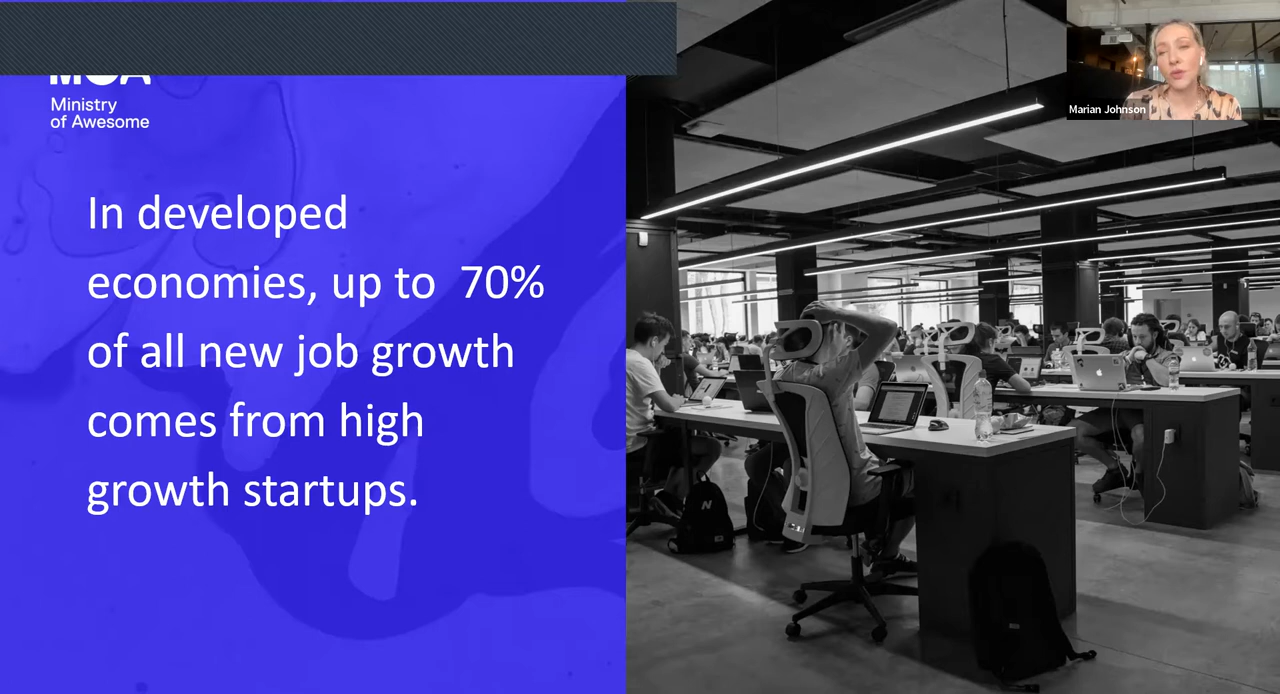 MOA
Ministry
of Awesome
Marian Johnson
In developed
economies, up to 70%
of all new job growth
comes from high
growth startups.